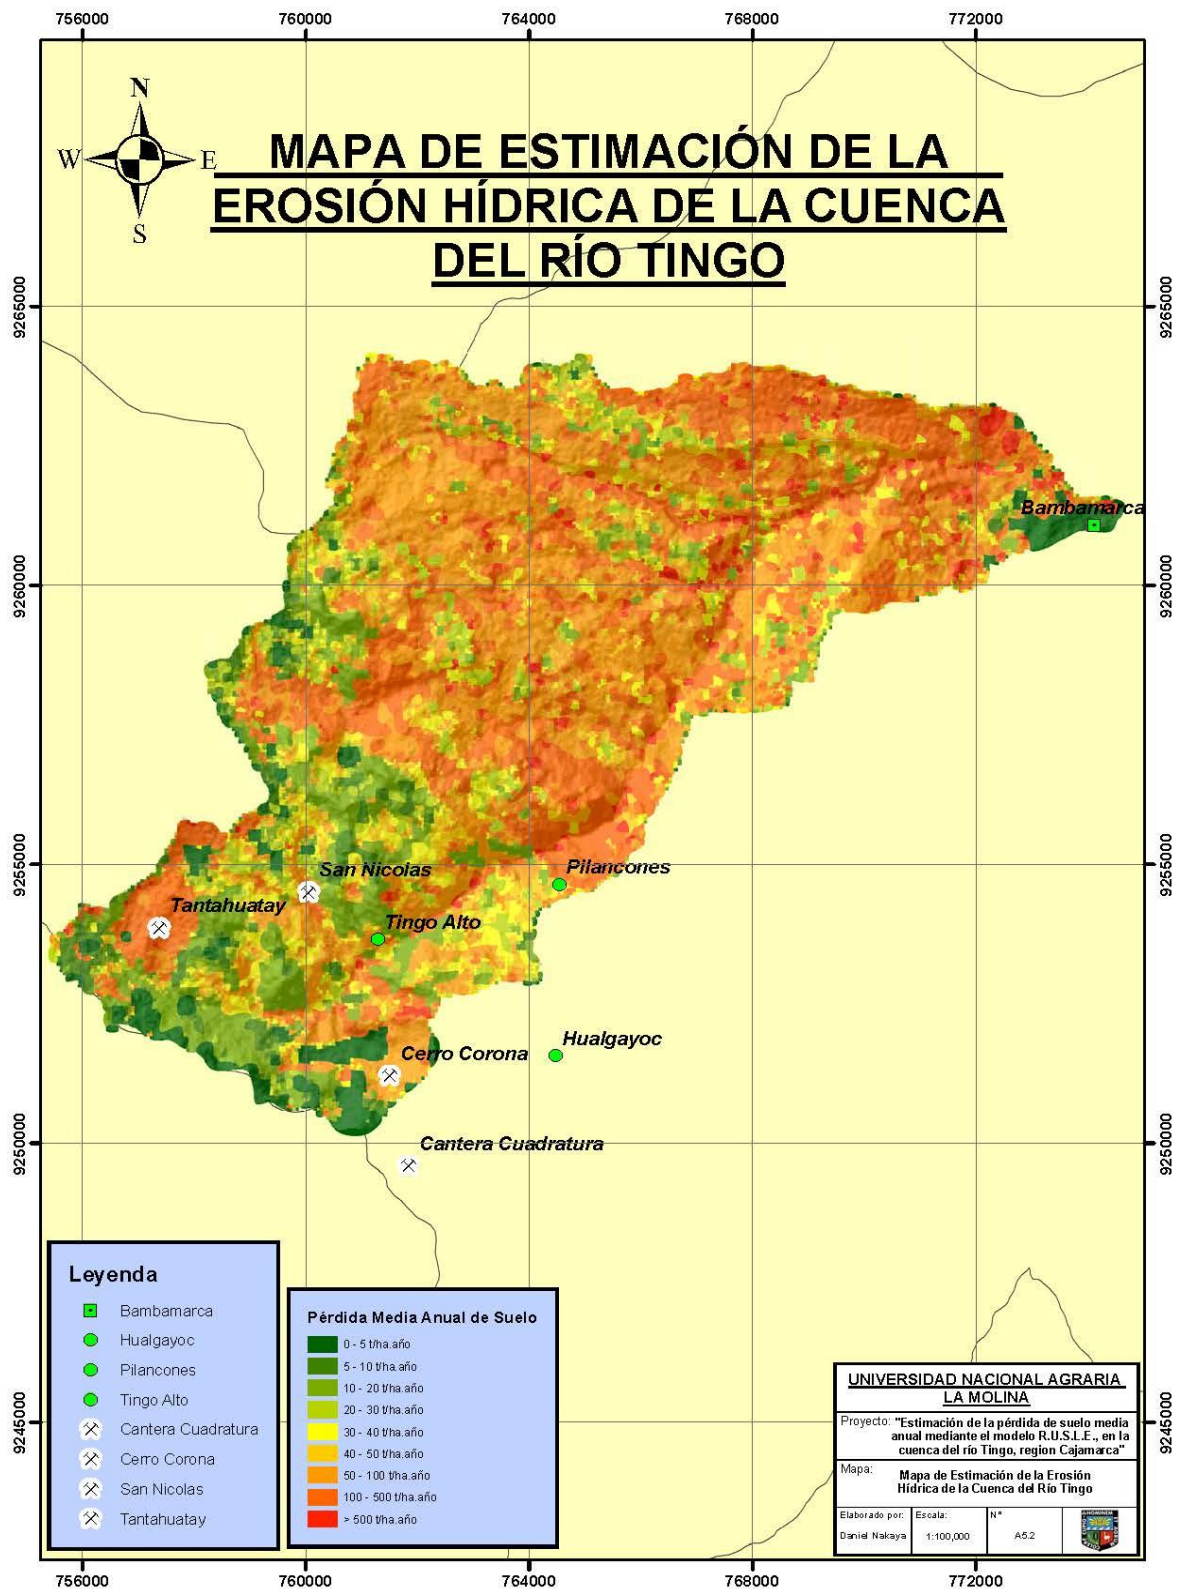 756000 760000 764000 768000 772000
N
W E
S
MAPA DE ESTIMACIÓN DE LA
EROSIÓN HÍDRICA DE LA CUENCA
DEL RÍO TINGO
9265000 9265000
Bambamarca
9260000 9260000
9255000 9255000
San Nicolas
Pilancones
Tantahuatay
Tingo Alto
Hualgayoc
Cerro Corona
9250000 9250000
Cantera Cuadratura
9245000 9245000
Leyenda
Bambamarca
Hualgayoc
Pilancones
Tingo Alto
Cantera Cuadratura
Cerro Corona
San Nicolas
Tantahuatay
Pérdida Media Anual de Suelo
0 - 5 t/ha.año
5 - 10 t/ha.año
10 - 20 t/ha.año
20 - 30 t/ha.año
30 - 40 t/ha.año
40 - 50 t/ha.año
50 - 100 t/ha.año
100 - 500 t/ha.año
> 500 t/ha.año
UNIVERSIDAD NACIONAL AGRARIA
LA MOLINA
Proyecto: "Estimación de la pérdida de suelo media
anual mediante el modelo R.U.S.L.E., en la
cuenca del río Tingo, region Cajamarca"
Mapa: Mapa de Estimación de la Erosión
Hídrica de la Cuenca del Río Tingo
Elaborado por: Escala: N°
Daniel Nakaya 1:100,000 A5.2
756000 760000 764000 768000 772000